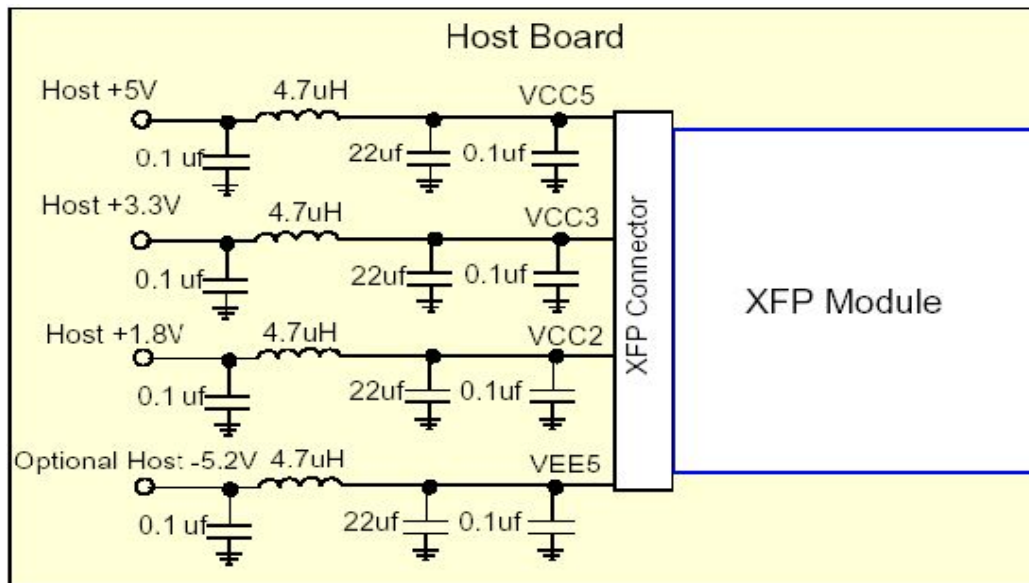 Host Board
Host +5V
4.7uH
VCC5
0.1 uf
22uf
0.1uf
Host +3.3V
4.7uH
VCC3
0.1 uf
22uf
0.1uf
Host +1.8V
4.7uH
VCC2
0.1 uf
22uf
0.1uf
Optional Host -5.2V
4.7uH
VEE5
0.1 uf
22uf
0.1uf
XFP Connector
XFP Module